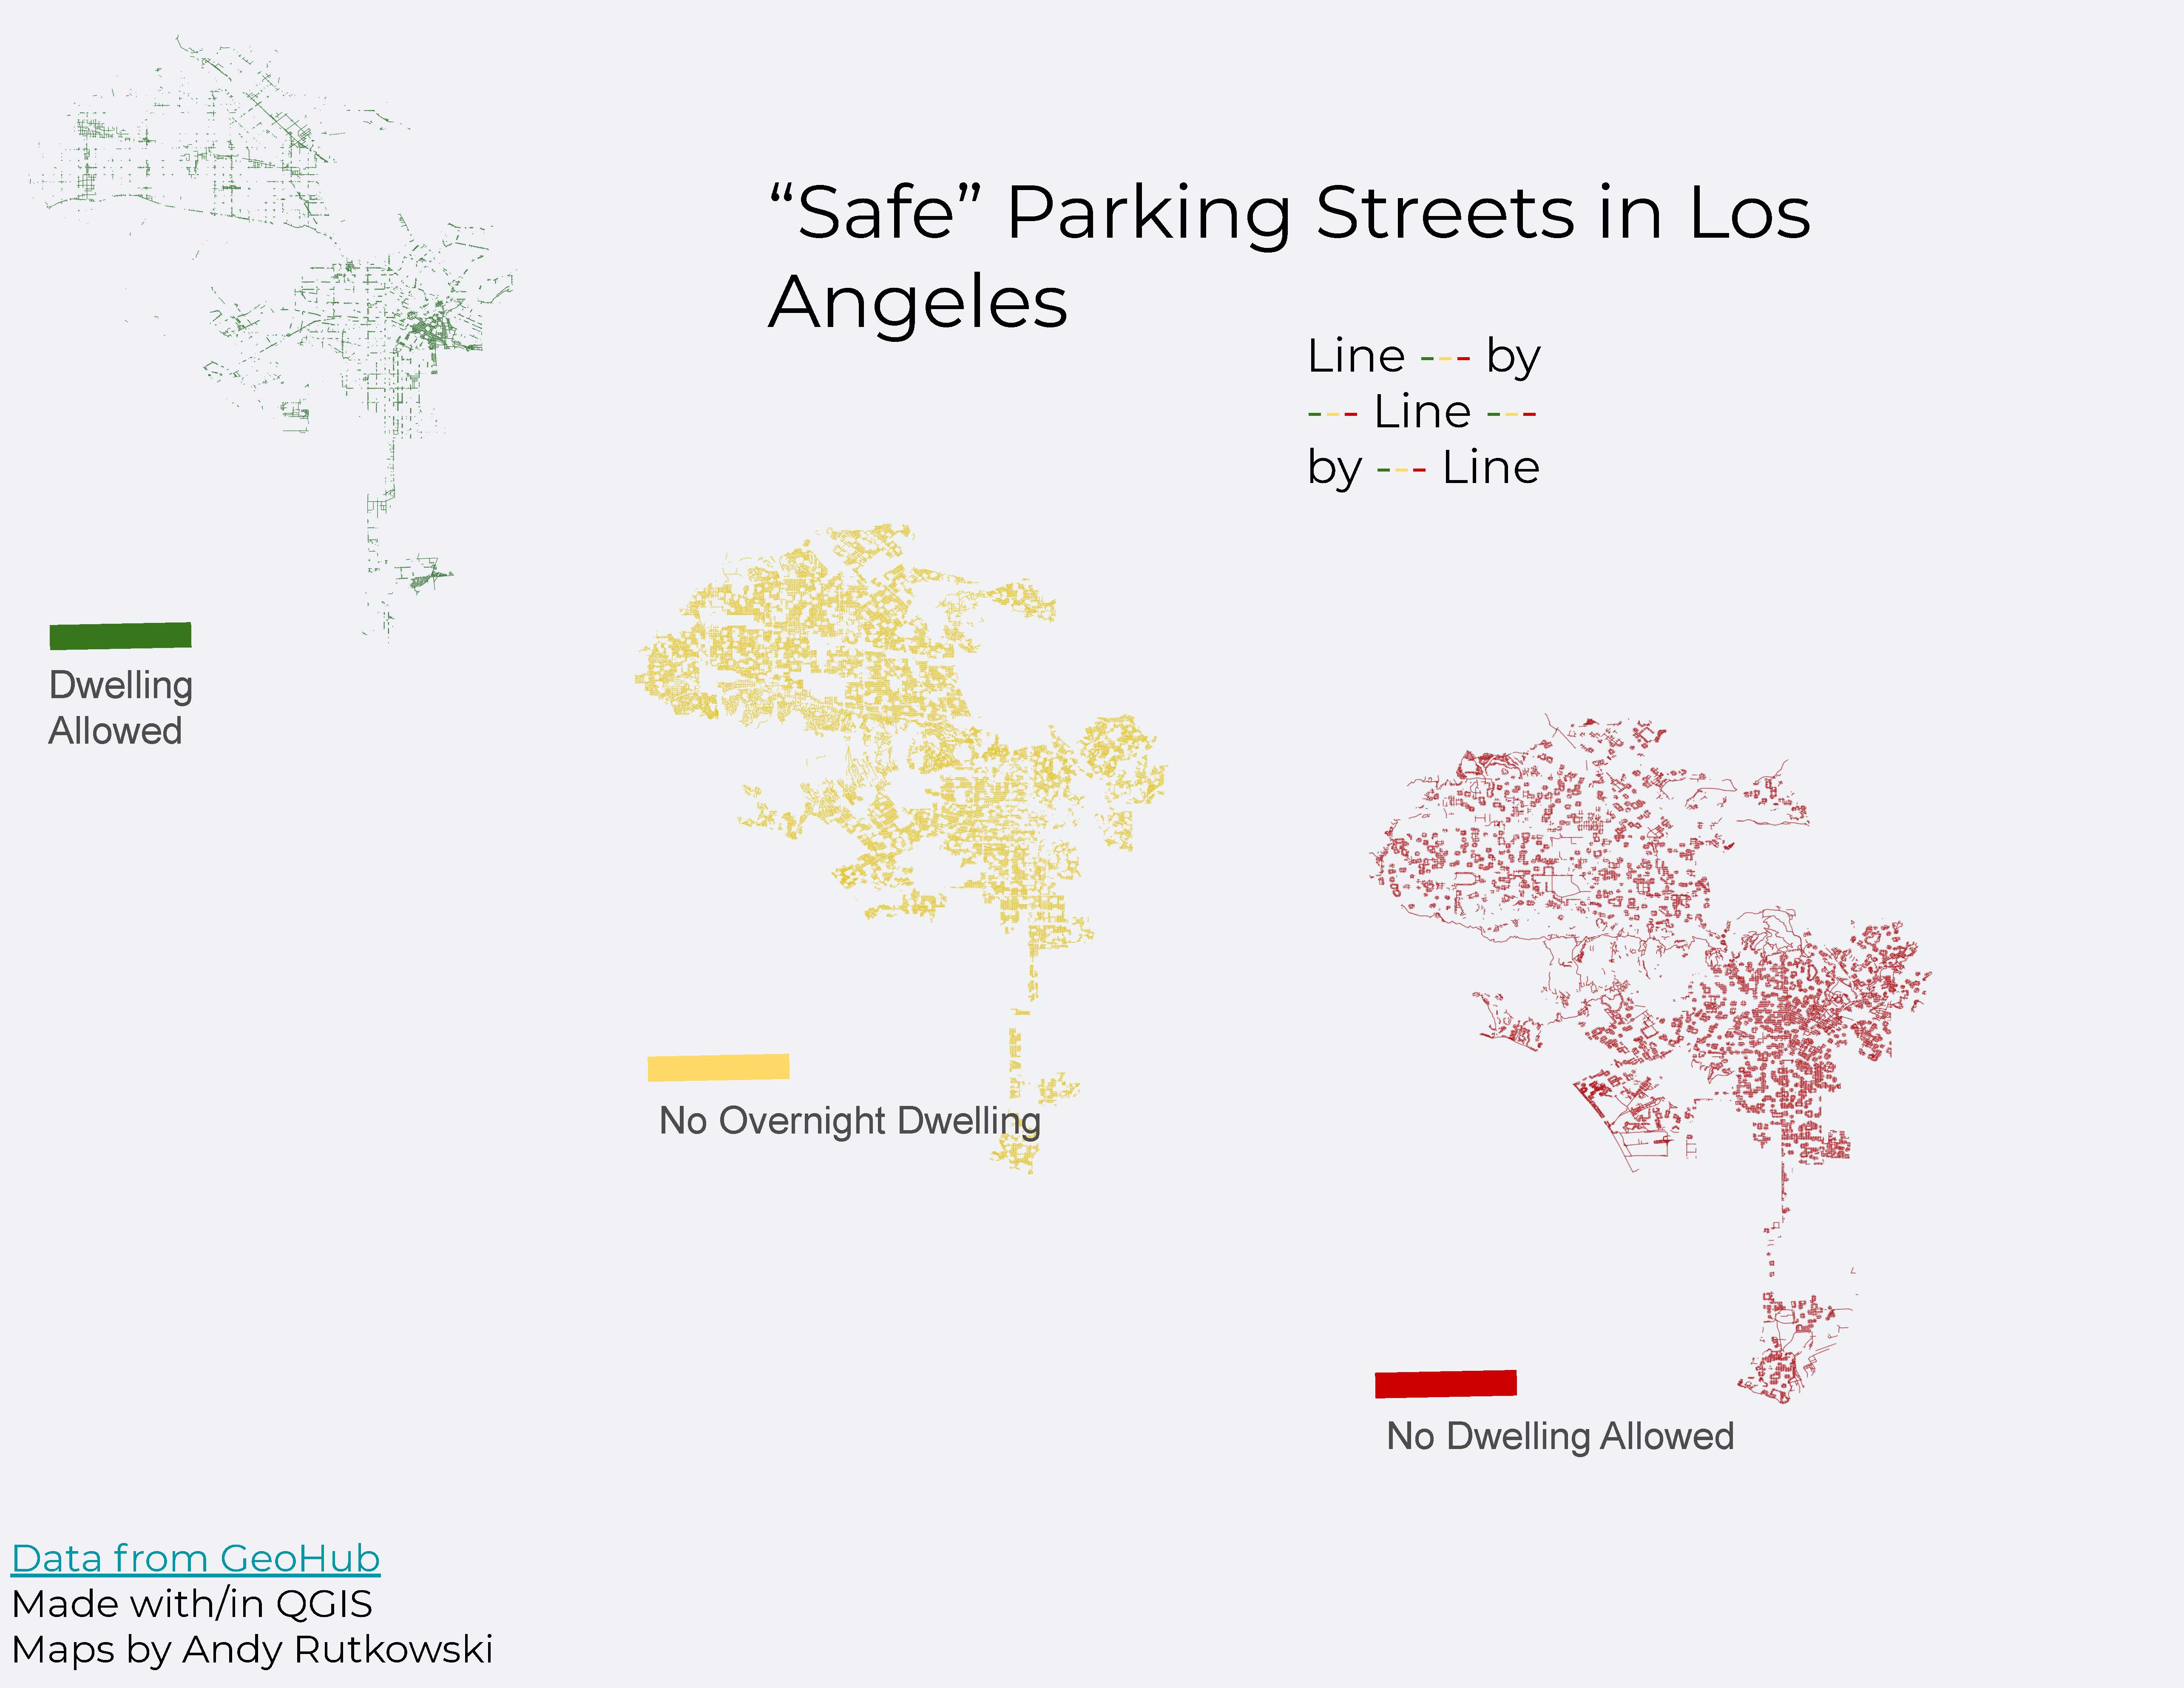 “Safe” Parking Streets in Los
Angeles
Line --- by
--- Line ---
by --- Line
Dwelling
Allowed
No Overnight Dwelling
No Dwelling Allowed
Data from GeoHub
Made with/in QGIS
Maps by Andy Rutkowski